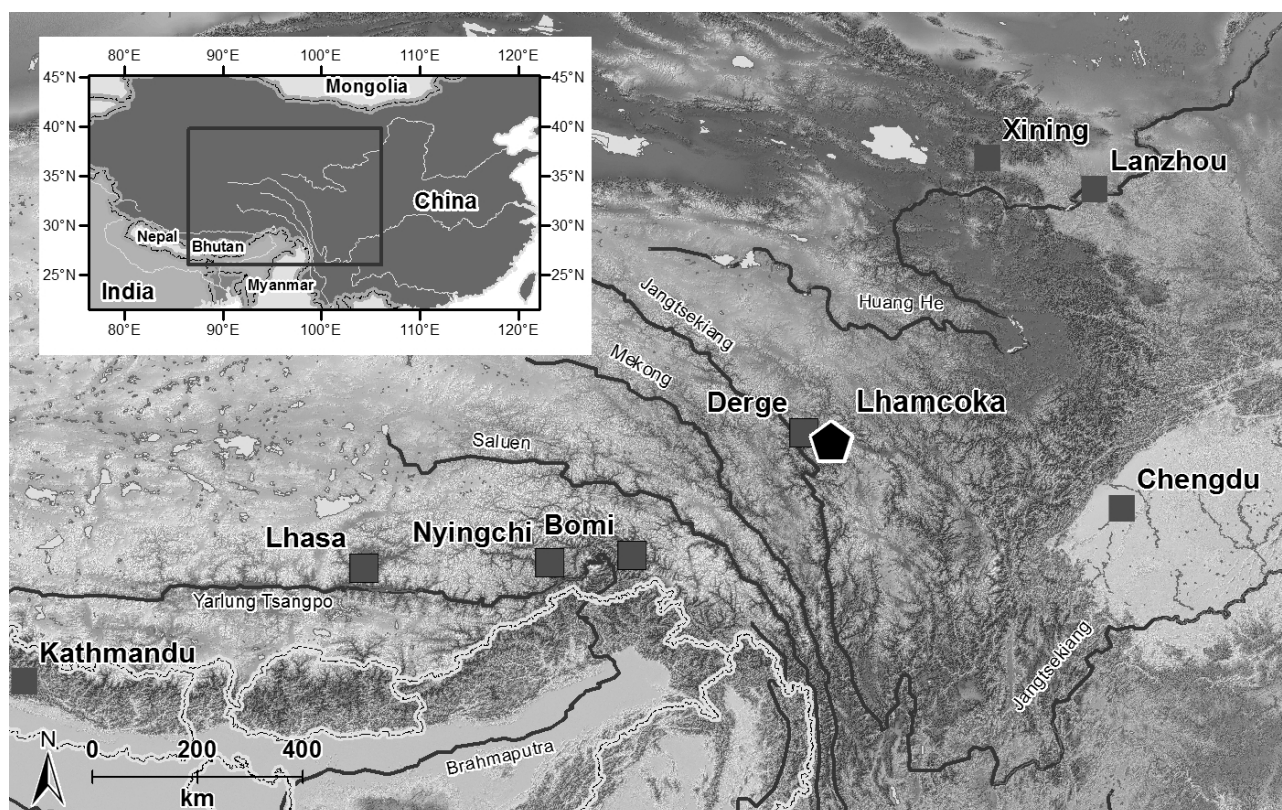 80°E 90°E 100°E 110°E 120°E
45°N 45°N
Mongolia
40°N 40°N
35°N 35°N
China
30°N 30°N
Nepal
Bhutan
25°N 25°N
Myanmar
India
80°E 90°E 100°E 110°E 120°E
Xining
Lanzhou
Jangtsekiang
Huang He
Mekong
Derge
Lhamcoka
Saluen
Chengdu
Lhasa
Nyingchi
Bomi
Yarlung Tsangpo
Kathmandu
Jangtsekiang
N
0 200 400
km
Brahmaputra